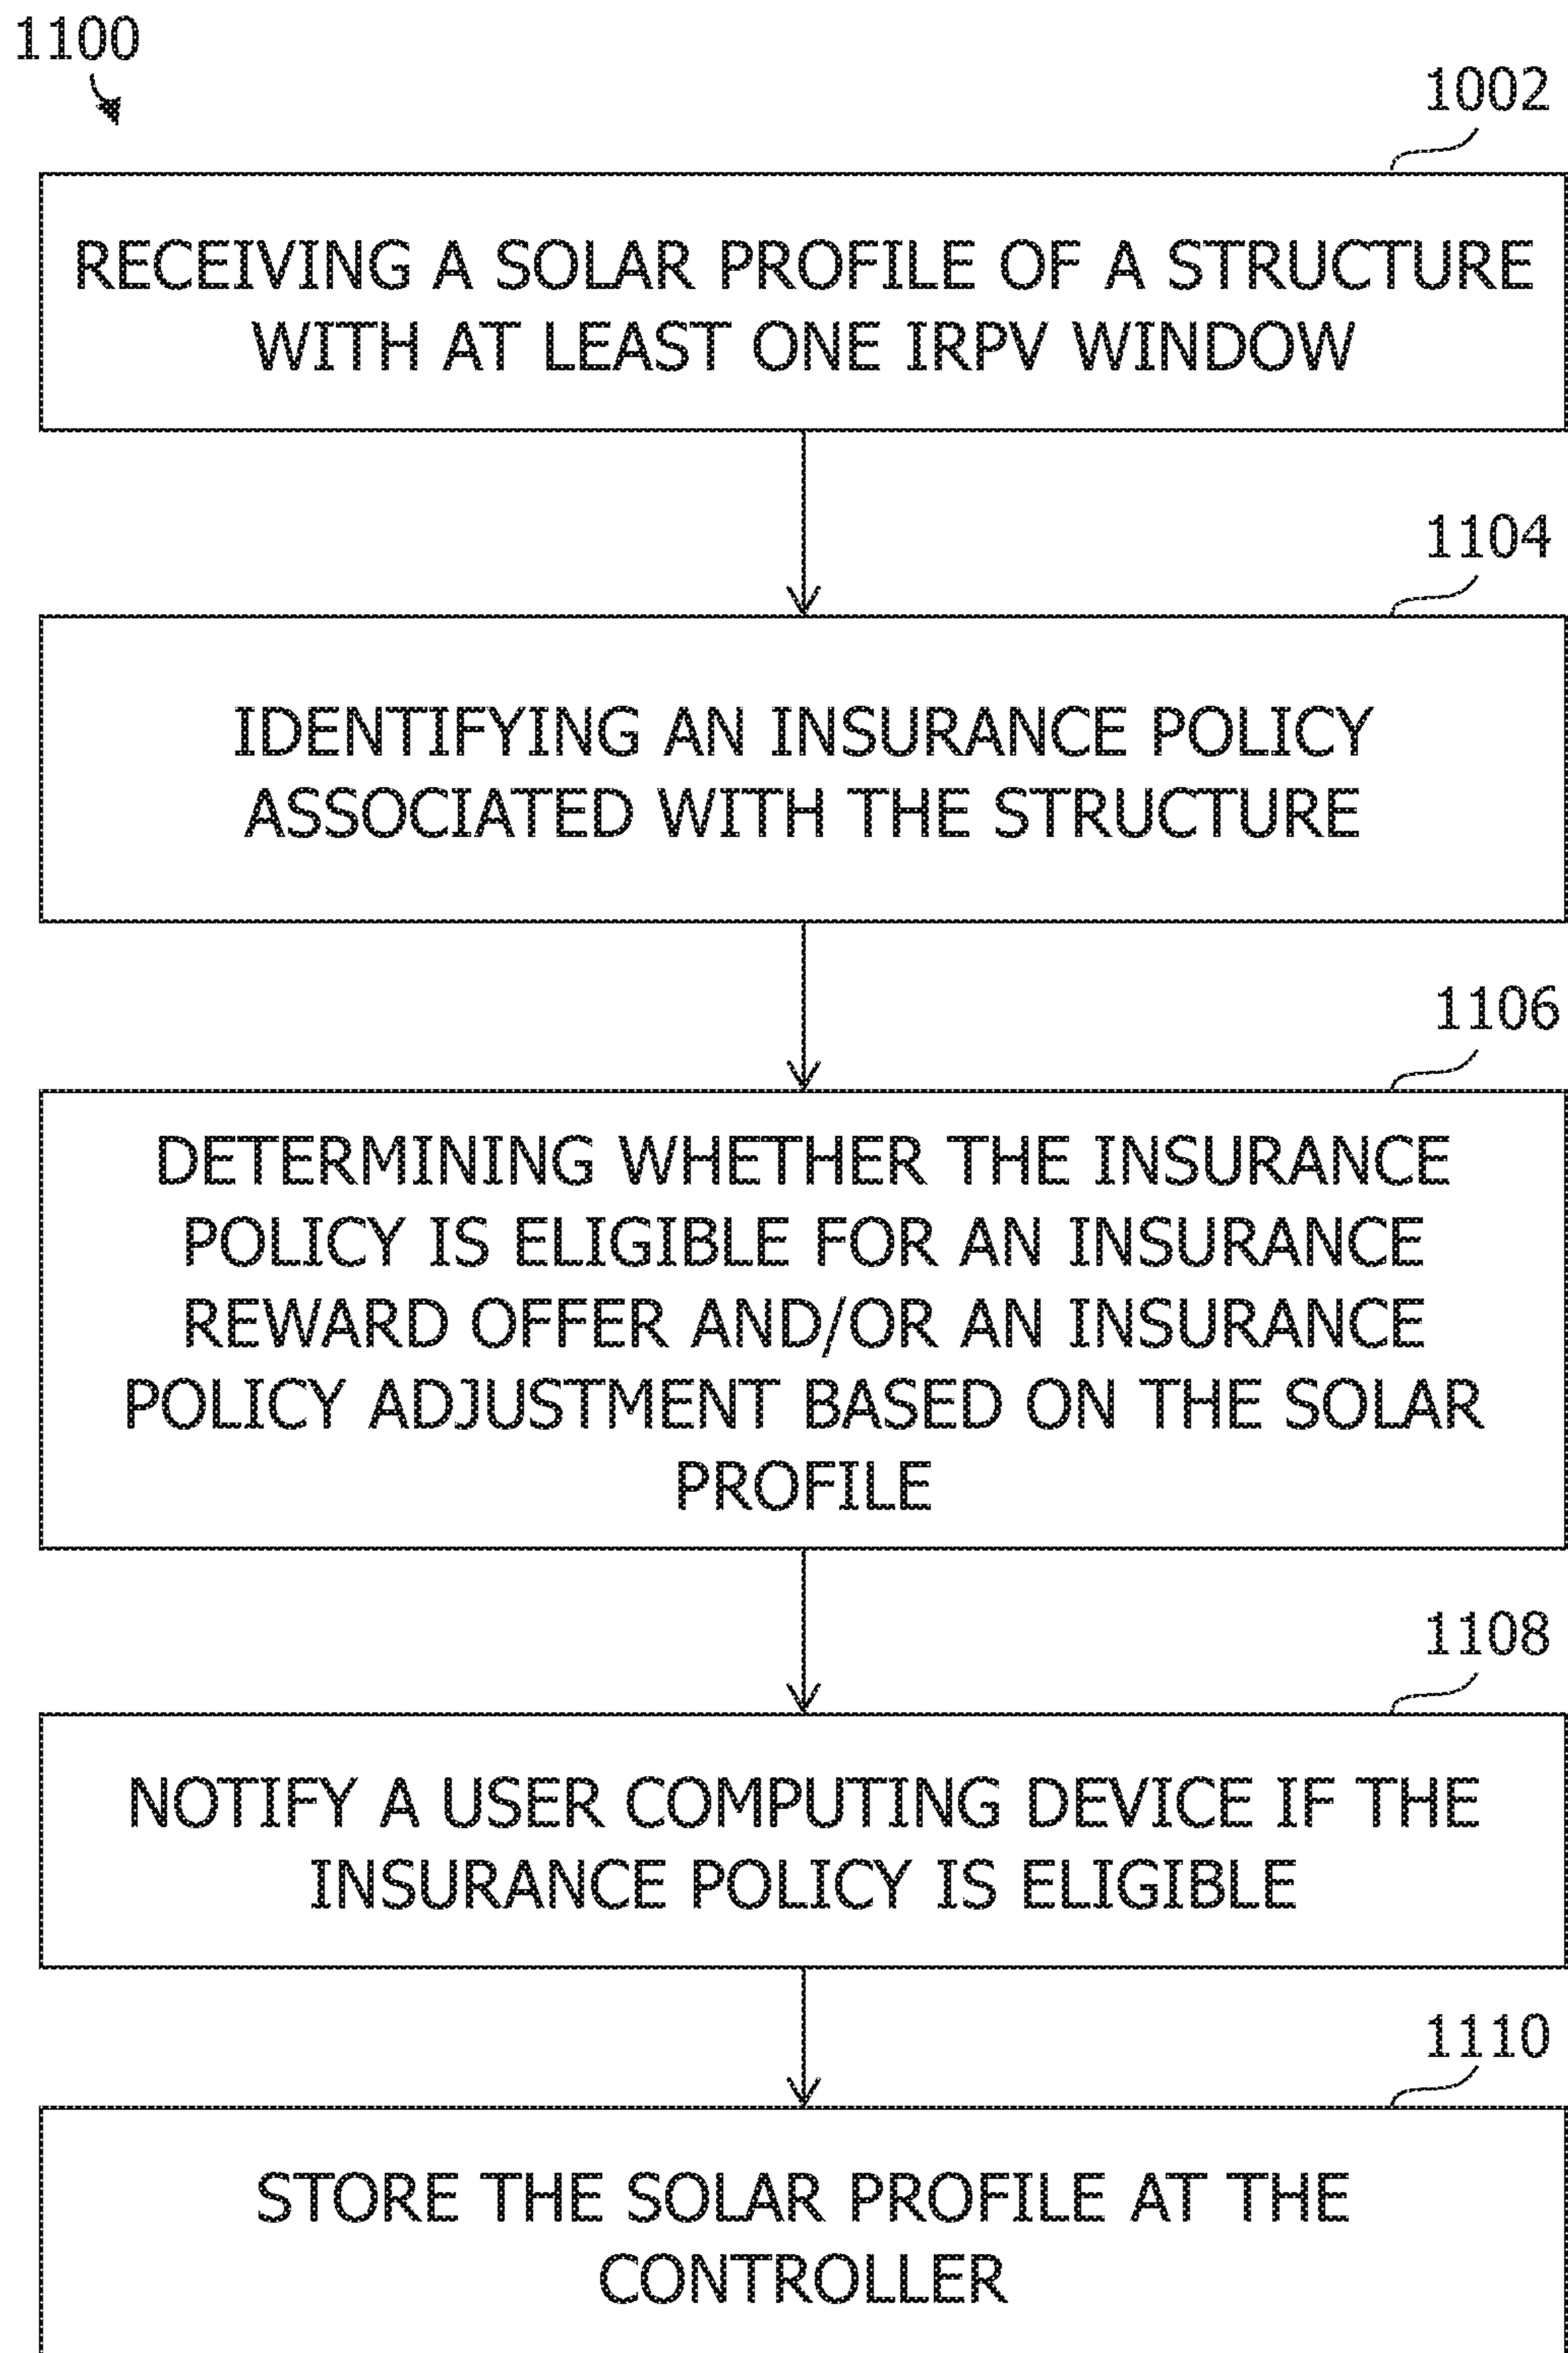 1100
1002
RECEIVING A SOLAR PROFILE OF A STRUCTURE
WITH AT LEAST ONE IRPV WINDOW
1104
IDENTIFYING AN INSURANCE POLICY
ASSOCIATED WITH THE STRUCTURE
1106
DETERMINING WHETHER THE INSURANCE
POLICY IS ELIGIBLE FOR AN INSURANCE
REWARD OFFER AND/OR AN INSURANCE
POLICY ADJUSTMENT BASED ON THE SOLAR
PROFILE
1108
NOTIFY A USER COMPUTING DEVICE IF THE
INSURANCE POLICY IS ELIGIBLE
1110
STORE THE SOLAR PROFILE AT THE
CONTROLLER